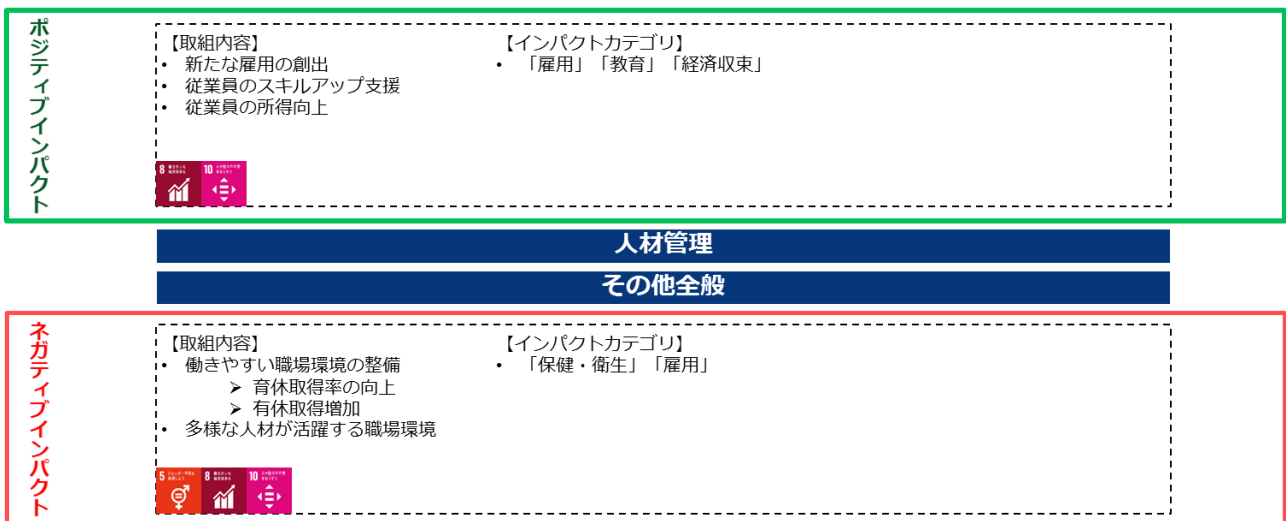 ポジティブインパクト
【取組内容】
• 新たな雇用の創出
• 従業員のスキルアップ支援
• 従業員の所得向上
【インパクトカテゴリ】
• 「雇用」「教育」「経済収束」
8
10
人材管理
その他全般
ネガティブインパクト
【取組内容】
• 働きやすい職場環境の整備
➢ 育休取得率の向上
➢ 有休取得増加
• 多様な人材が活躍する職場環境
【インパクトカテゴリ】
• 「保健・衛生」「雇用」
5
8
10